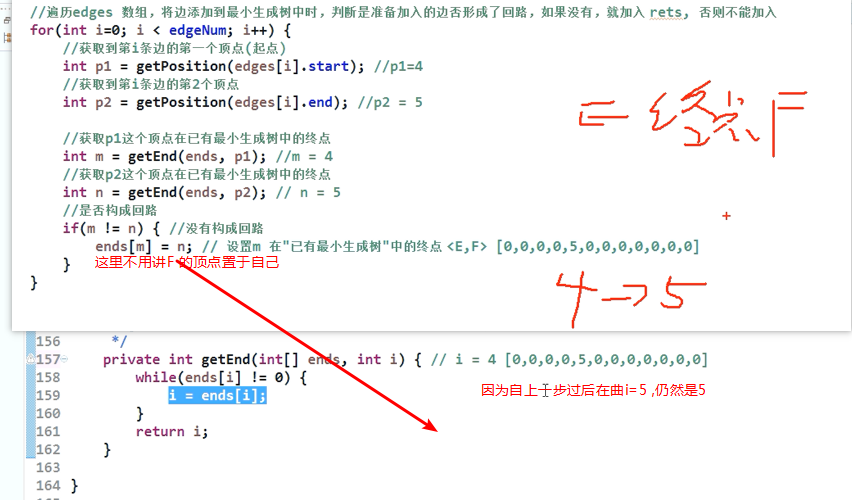 //遍历edges 数组，将边添加到最小生成树中时，判断是准备加入的边否形成了回路，如果没有，就加入 rets, 否则不能加入
for(int i=0; i < edgeNum; i++) {
//获取到第i条边的第一个顶点(起点)
int p1 = getPosition(edges[i].start); //p1=4
//获取到第i条边的第2个顶点
int p2 = getPosition(edges[i].end); //p2 = 5
//获取p1这个顶点在已有最小生成树中的终点
int m = getEnd(ends, p1); //m = 4
//获取p2这个顶点在已有最小生成树中的终点
int n = getEnd(ends, p2); // n = 5
//是否构成回路
if(m != n) { //没有构成回路
ends[m] = n; // 设置m 在"已有最小生成树"中的终点 <E,F> [0,0,0,0,5,0,0,0,0,0,0,0]
}
这里不用讲F 的顶点置于自己
}
E 终点 F
4 → 5
156 */
157 private int getEnd(int[] ends, int i) { // i = 4 [0,0,0,0,5,0,0,0,0,0,0,0]
158 while(ends[i] != 0) {
159 i = ends[i];
因为自上一步过后在曲i=5 ,仍然是5
160 }
161 return i;
162 }
163
164 }